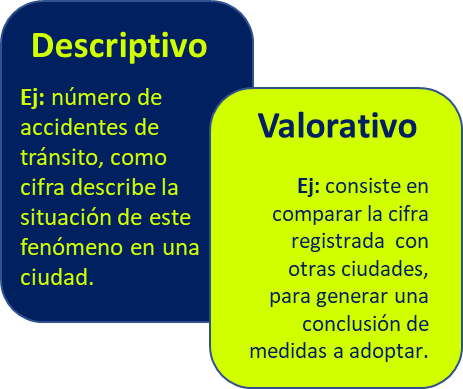 Descriptivo
Ej: número de
accidentes de
tránsito, como
cifra describe la
situación de este
fenómeno en una
ciudad.
Valorativo
Ej: consiste en
comparar la cifra
registrada con
otras ciudades,
para generar una
conclusión de
medidas a adoptar.